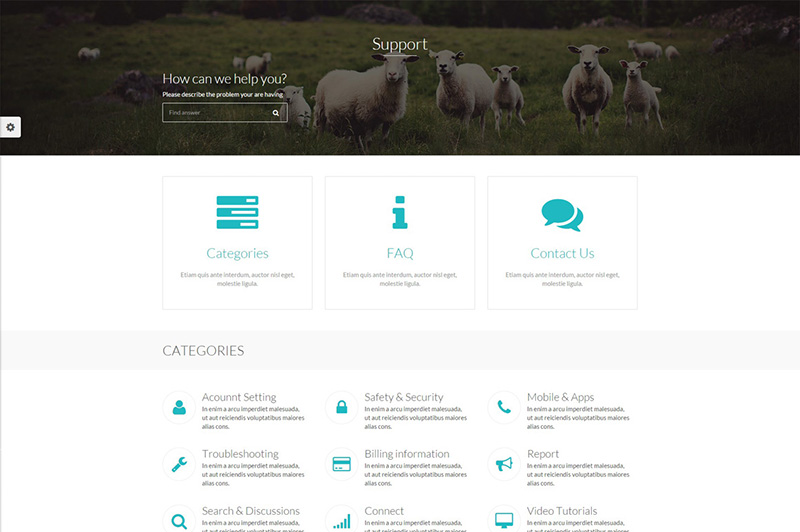 Support
How can we help you?
Please describe the problem your are having
Find answer
Categories
Etiam quis ante interdum, auctor nisl eget,
molestie ligula.
FAQ
Etiam quis ante interdum, auctor nisl eget,
molestie ligula.
Contact Us
Etiam quis ante interdum, auctor nisl eget,
molestie ligula.
CATEGORIES
Acounnt Setting
In enim a arcu imperdiet malesuada,
ut aut reiciendis voluptatibus maiores
alias cons.
Safety & Security
In enim a arcu imperdiet malesuada,
ut aut reiciendis voluptatibus maiores
alias cons.
Mobile & Apps
In enim a arcu imperdiet malesuada,
ut aut reiciendis voluptatibus maiores
alias cons.
Troubleshooting
In enim a arcu imperdiet malesuada,
ut aut reiciendis voluptatibus maiores
alias cons.
Billing information
In enim a arcu imperdiet malesuada,
ut aut reiciendis voluptatibus maiores
alias cons.
Report
In enim a arcu imperdiet malesuada,
ut aut reiciendis voluptatibus maiores
alias cons.
Search & Discussions
In enim a arcu imperdiet malesuada,
Connect
In enim a arcu imperdiet malesuada,
Video Tutorials
In enim a arcu imperdiet malesuada,